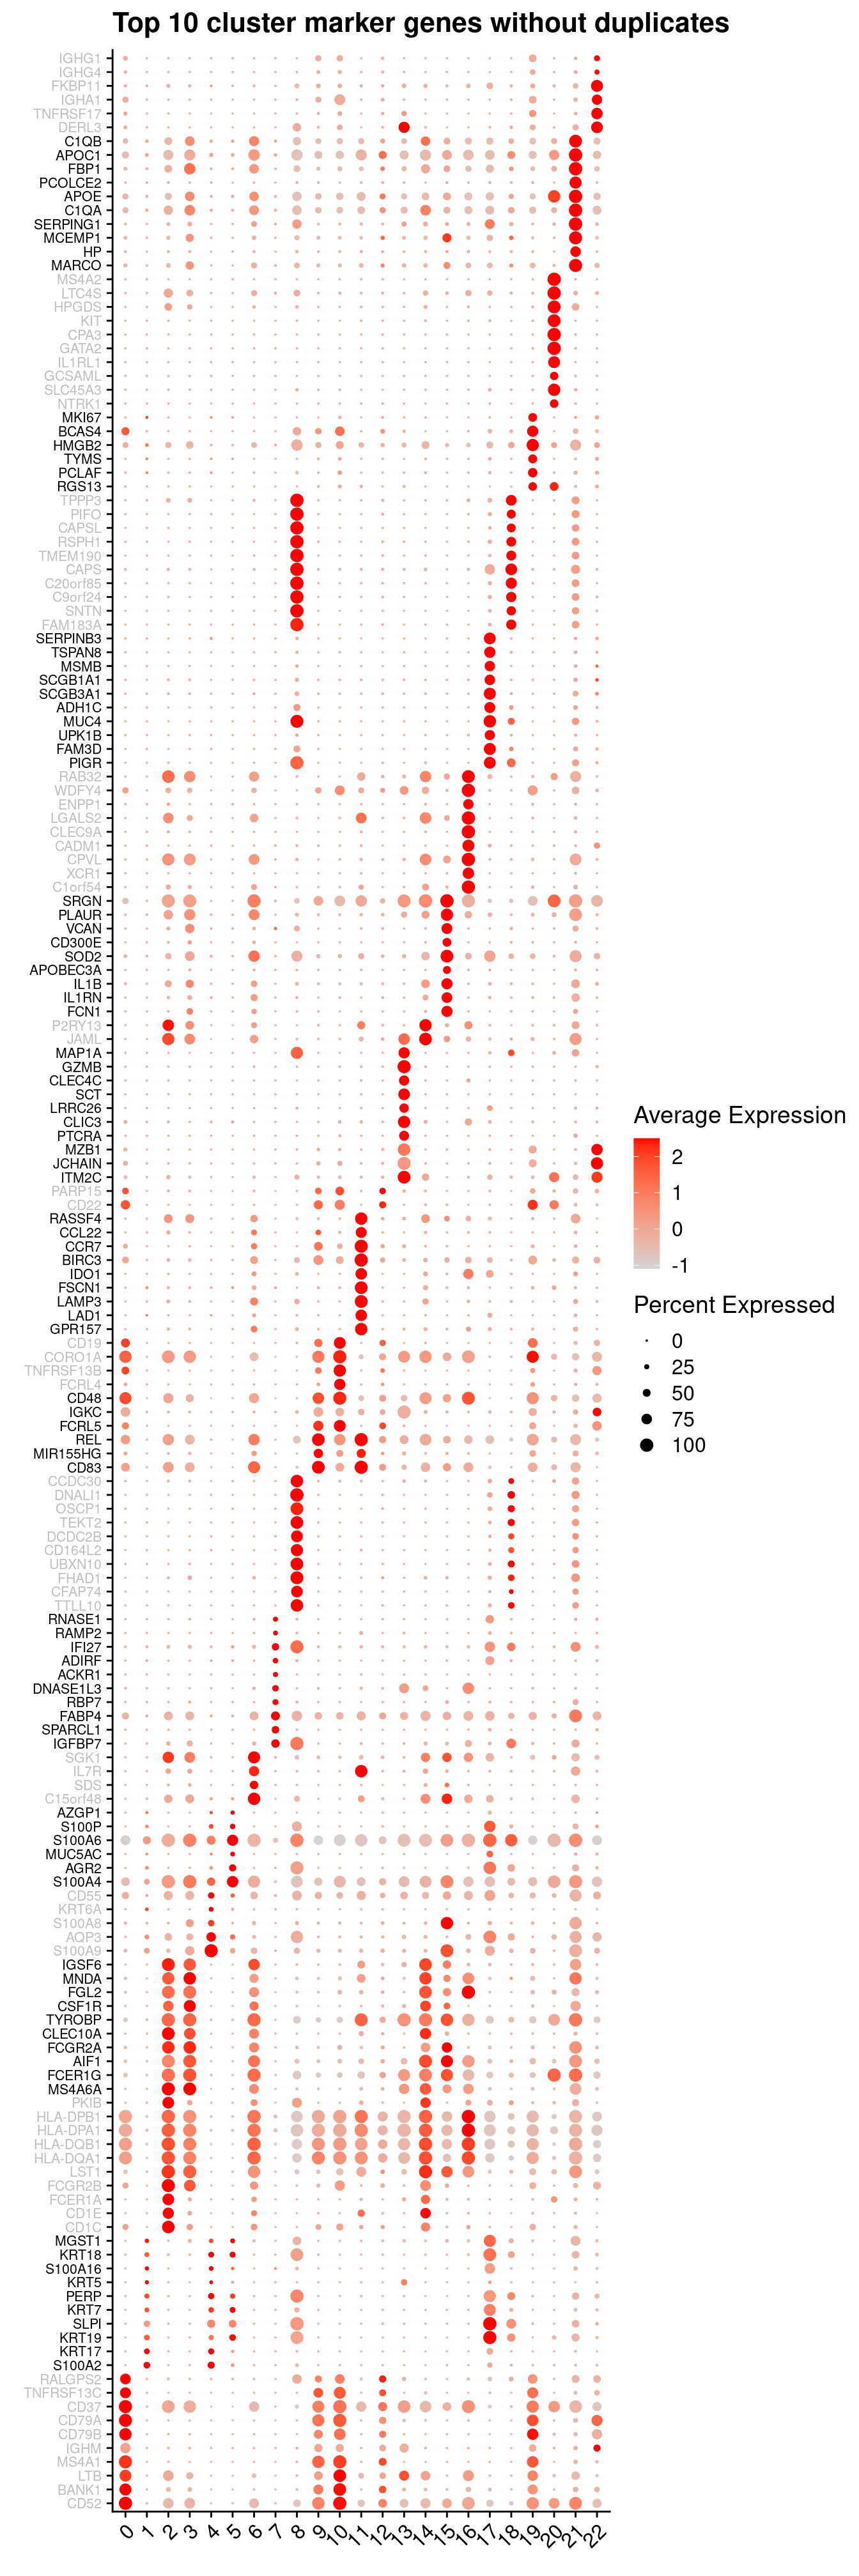 Top 10 cluster marker genes without duplicates
IGHG1
IGHG4
FKBP11
IGHA1
TNFRSF17
DERL3
C1QB
APOC1
FBP1
PCOLCE2
APOE
C1QA
SERPING1
MCEMP1
HP
MARCO
MS4A2
LTC4S
HPGDS
KIT
CPA3
GATA2
IL1RL1
GCSAML
SLC45A3
NTRK1
MKI67
BCAS4
HMGB2
TYMS
PCLAF
RGS13
TPPP3
PIFO
CAPSL
RSPH1
TMEM190
CAPS
C20orf85
C9orf24
SNTN
FAM183A
SERPINB3
TSPAN8
MSMB
SCGB1A1
SCGB3A1
ADH1C
MUC4
UPK1B
FAM3D
PIGR
RAB32
WDFY4
ENPP1
LGALS2
CLEC9A
CADM1
CPVL
XCR1
C1orf54
SRGN
PLAUR
VCAN
CD300E
SOD2
APOBEC3A
IL1B
IL1RN
FCN1
P2RY13
JAML
MAP1A
GZMB
CLEC4C
SCT
LRRC26
CLIC3
PTCRA
MZB1
JCHAIN
ITM2C
PARP15
CD22
RASSF4
CCL22
CCR7
BIRC3
IDO1
FSCN1
LAMP3
LAD1
GPR157
CD19
CORO1A
TNFRSF13B
FCRL4
CD48
IGKC
FCRL5
REL
MIR155HG
CD83
CCDC30
DNALI1
OSCP1
TEKT2
DCDC2B
CD164L2
UBXN10
FHAD1
CFAP74
TTLL10
RNASE1
RAMP2
IFI27
ADIRF
ACKR1
DNASE1L3
RBP7
FABP4
SPARCL1
IGFBP7
SGK1
IL7R
SDS
C15orf48
AZGP1
S100P
S100A6
MUC5AC
AGR2
S100A4
CD55
KRT6A
S100A8
AQP3
S100A9
IGSF6
MNDA
FGL2
CSF1R
TYROBP
CLEC10A
FCGR2A
AIF1
FCER1G
MS4A6A
PKIB
HLA-DPB1
HLA-DPA1
HLA-DQB1
HLA-DQA1
LST1
FCGR2B
FCER1A
CD1E
CD1C
MGST1
KRT18
S100A16
KRT5
PERP
KRT7
SLPI
KRT19
KRT17
S100A2
RALGPS2
TNFRSF13C
CD37
CD79A
CD79B
IGHM
MS4A1
LTB
BANK1
CD52
0 1 2 3 4 5 6 7 8 9 10 11 12 13 14 15 16 17 18 19 20 21 22
Average Expression
2
1
0
-1
Percent Expressed
0
25
50
75
100